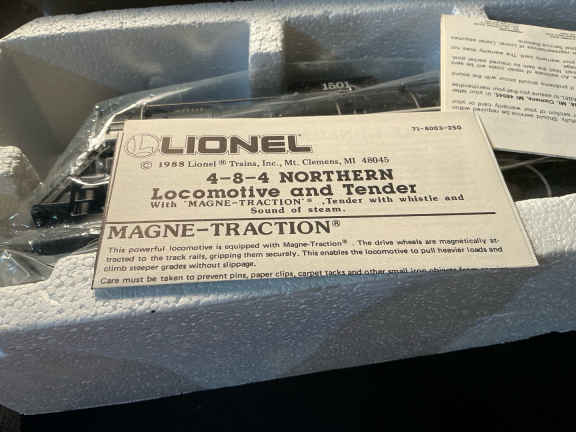 1501
LIONEL®
71-8003-250
© 1988 Lionel® Trains, Inc., Mt. Clemens, MI 48045
4-8-4 NORTHERN
Locomotive and Tender
With "MAGNE-TRACTION"®, Tender with whistle and
Sound of steam.
MAGNE-TRACTION®
This powerful locomotive is equipped with Magne-Traction®. The drive wheels are magnetically at-
tracted to the track rails, gripping them securely. This enables the locomotive to pull heavier loads and
climb steeper grades without slippage.
Care must be taken to prevent pins, paper clips, carpet tacks and other small iron objects from